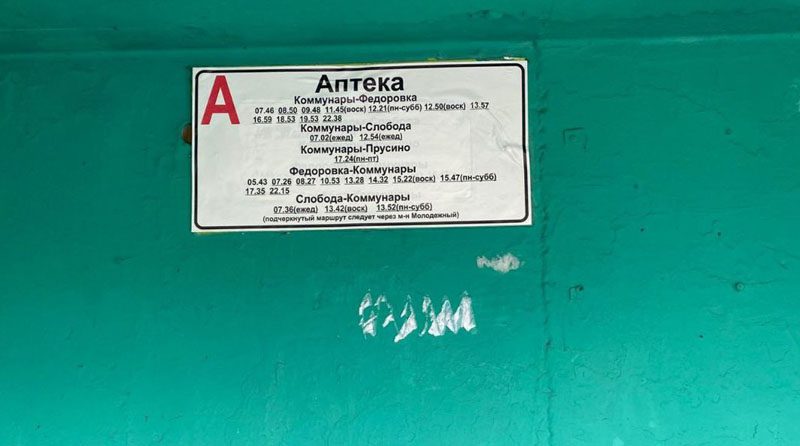 А
Аптека
Коммунары-Федоровка
07.46 08.50 09.48 11.45(воск) 12.21(пн-субб) 12.50(воск) 13.57
16.59 18.53 19.53 22.38
Коммунары-Слобода
07.02(ежед) 12.54(ежед)
Коммунары-Прусино
17.24(пн-пт)
Федоровка-Коммунары
05.43 07.26 08.27 10.53 13.28 14.32 15.22(воск) 15.47(пн-субб)
17.35 22.15
Слобода-Коммунары
07.36(ежед) 13.42(воск) 13.52(пн-субб)
(подчеркнутый маршрут следует через м-н Молодежный)